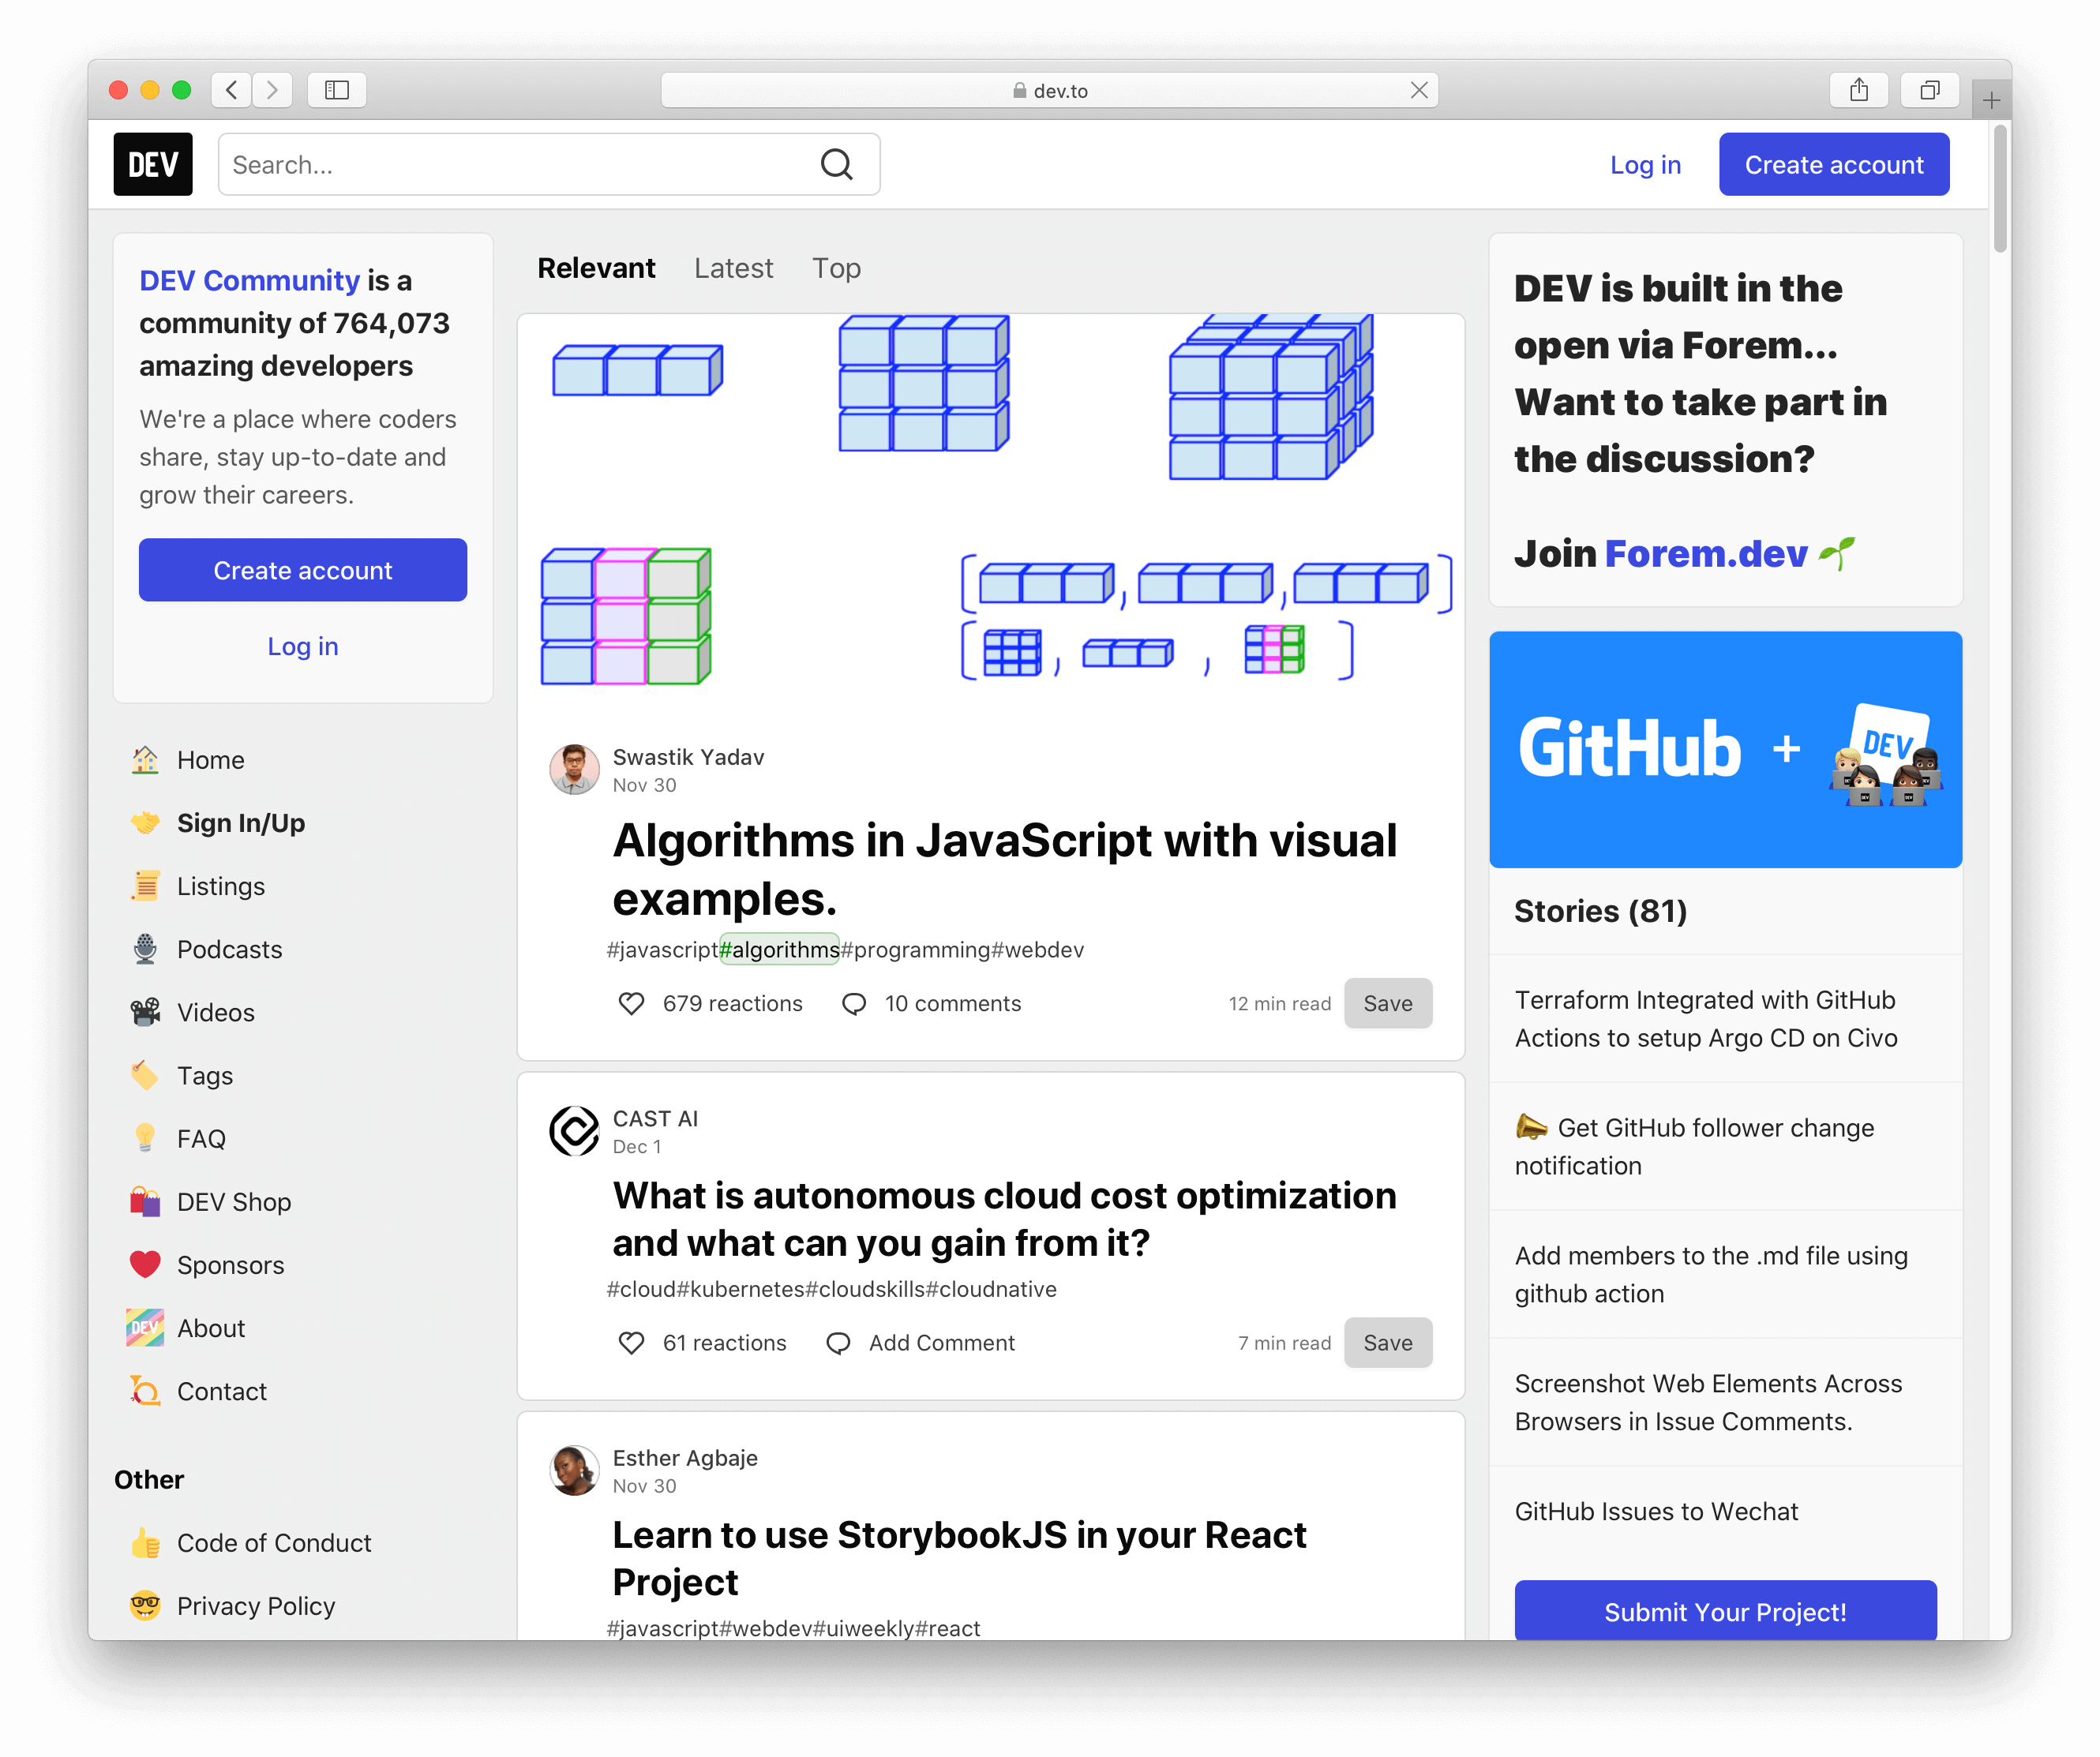 dev.to
DEV
Search...
Log in
Create account
DEV Community is a
community of 764,073
amazing developers
We're a place where coders
share, stay up-to-date and
grow their careers.
Create account
Log in
Home
Sign In/Up
Listings
Podcasts
Videos
Tags
FAQ
DEV Shop
Sponsors
DEV
About
Contact
Other
Code of Conduct
Privacy Policy
Relevant
Latest
Top
Swastik Yadav
Nov 30
Algorithms in JavaScript with visual
examples.
#javascript#algorithms#programming#webdev
679 reactions
10 comments
12 min read
Save
CAST AI
Dec 1
What is autonomous cloud cost optimization
and what can you gain from it?
#cloud#kubernetes#cloudskills#cloudnative
61 reactions
Add Comment
7 min read
Save
Esther Agbaje
Nov 30
Learn to use StorybookJS in your React
Project
#javascript#webdev#uiweekly#react
DEV is built in the
open via Forem...
Want to take part in
the discussion?
Join Forem.dev 🌱
GitHub +
DEV
DEV
DEV
Stories (81)
Terraform Integrated with GitHub
Actions to setup Argo CD on Civo
📣 Get GitHub follower change
notification
Add members to the .md file using
github action
Screenshot Web Elements Across
Browsers in Issue Comments.
GitHub Issues to Wechat
Submit Your Project!